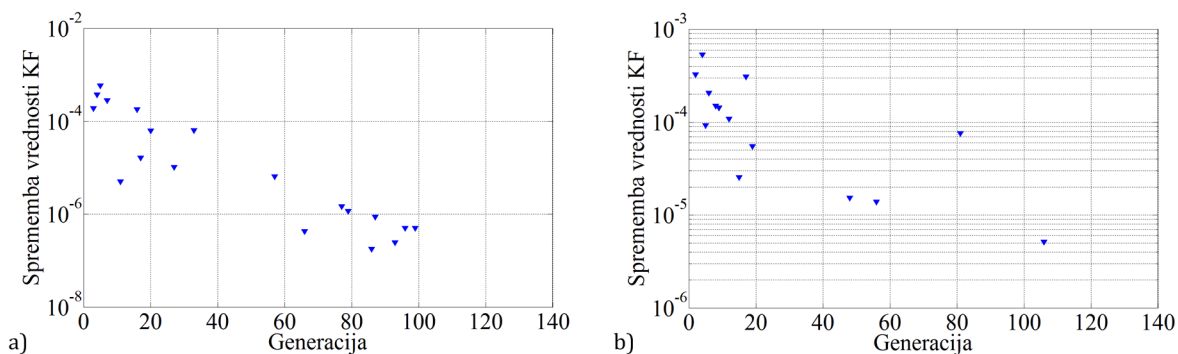 10^-2
10^-4
10^-6
10^-8
Sprememba vrednosti KF
0 20 40 60 80 100 120 140
Generacija
a)
10^-3
10^-4
10^-5
10^-6
Sprememba vrednosti KF
0 20 40 60 80 100 120 140
Generacija
b)